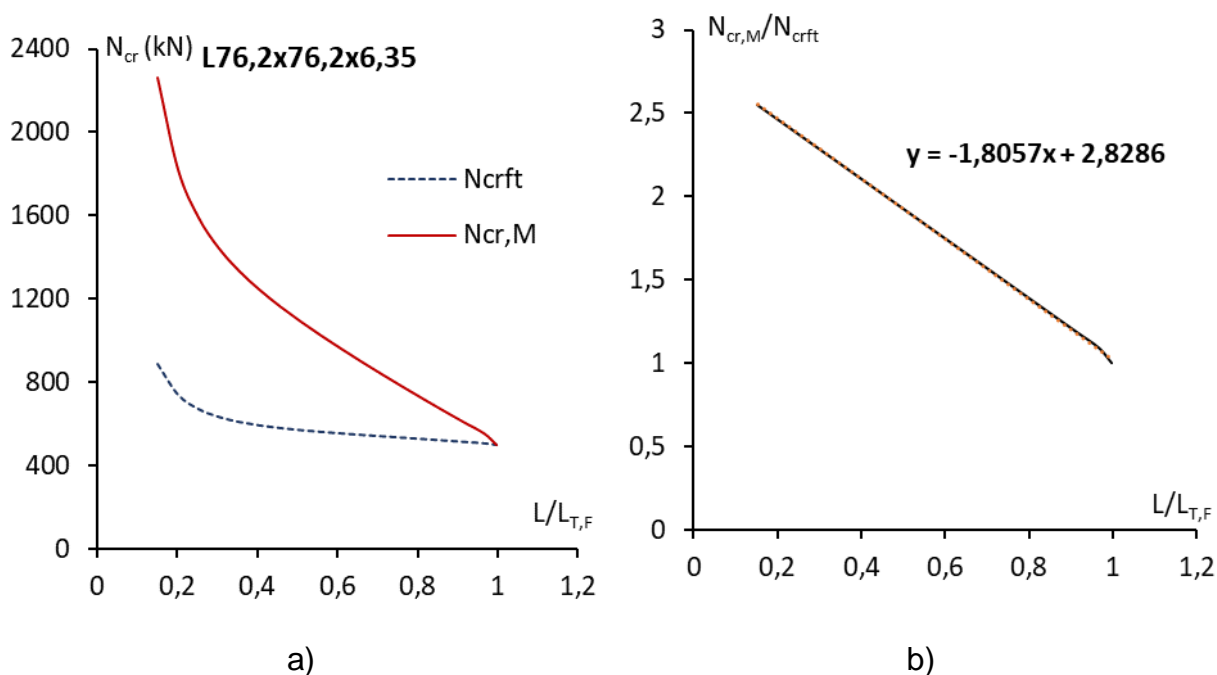 N_cr (kN) L76,2x76,2x6,35
2400
2000
1600
1200
800
400
0
Ncrft
Ncr,M
L/L_T,F
0 0,2 0,4 0,6 0,8 1 1,2
a)
N_cr,M/N_crft
3
2,5
2
1,5
1
0,5
0
y = -1,8057x + 2,8286
L/L_T,F
0 0,2 0,4 0,6 0,8 1 1,2
b)